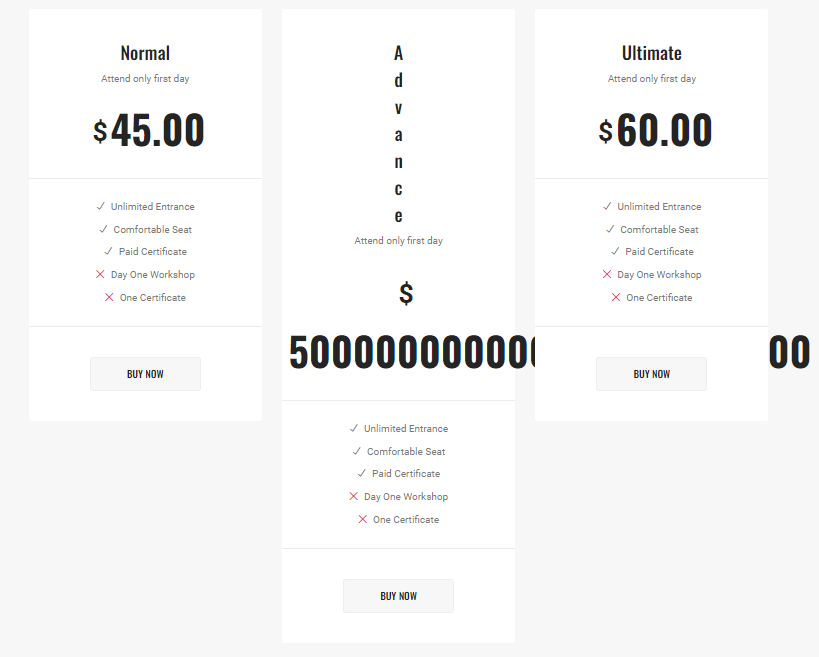 Normal
Attend only first day
$45.00
Unlimited Entrance
Comfortable Seat
Paid Certificate
Day One Workshop
One Certificate
BUY NOW
A
d
v
a
n
c
e
Attend only first day
$
500000000000
00
Unlimited Entrance
Comfortable Seat
Paid Certificate
Day One Workshop
One Certificate
BUY NOW
Ultimate
Attend only first day
$60.00
Unlimited Entrance
Comfortable Seat
Paid Certificate
Day One Workshop
One Certificate
BUY NOW